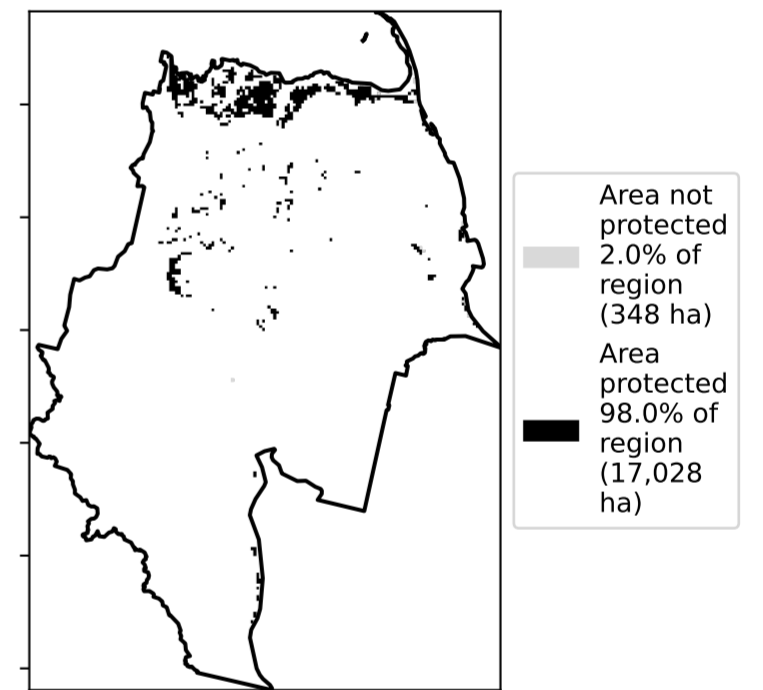 Area not
protected
2.0% of
region
(348 ha)
Area
protected
98.0% of
region
(17,028
ha)